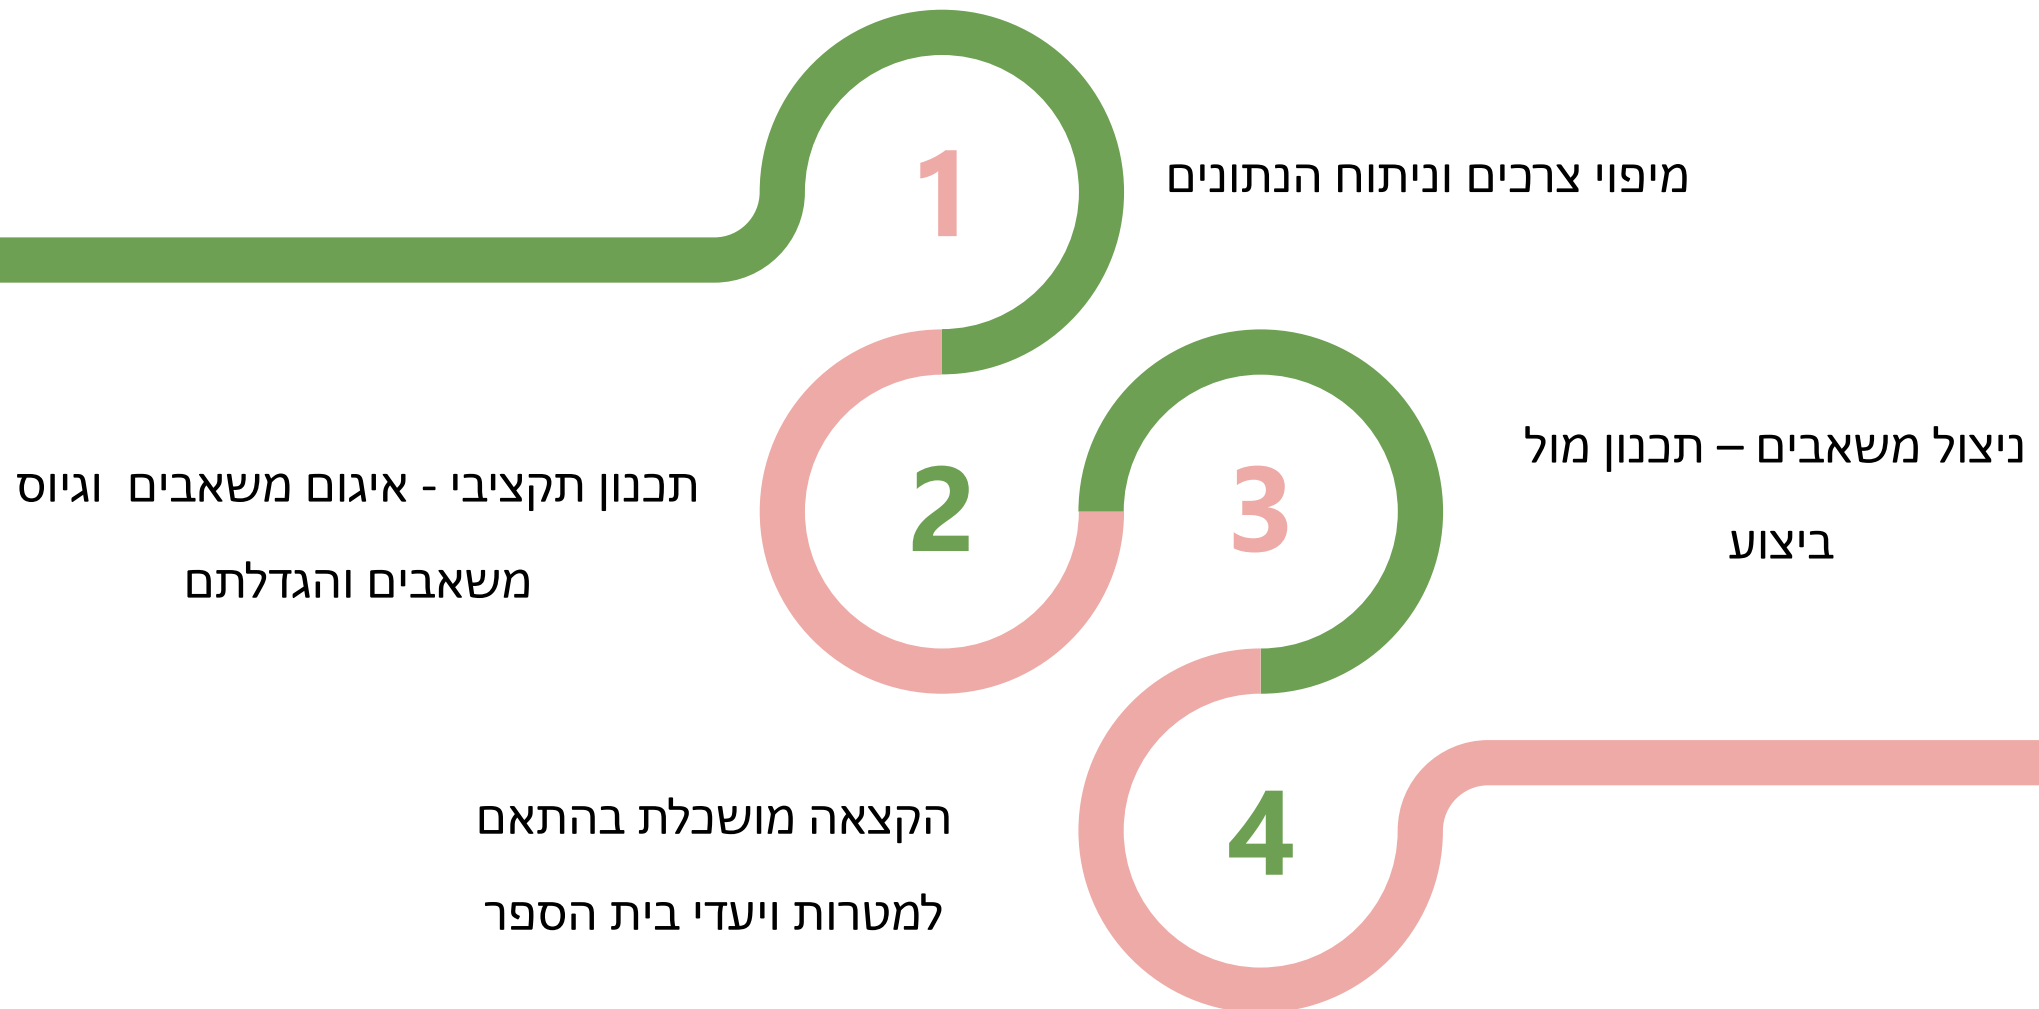 1
מיפוי צרכים וניתוח הנתונים
2
תכנון תקציבי - איגום משאבים  וגיוס
משאבים והגדלתם
3
ניצול משאבים – תכנון מול
ביצוע
4
הקצאה מושכלת בהתאם
למטרות ויעדי בית הספר